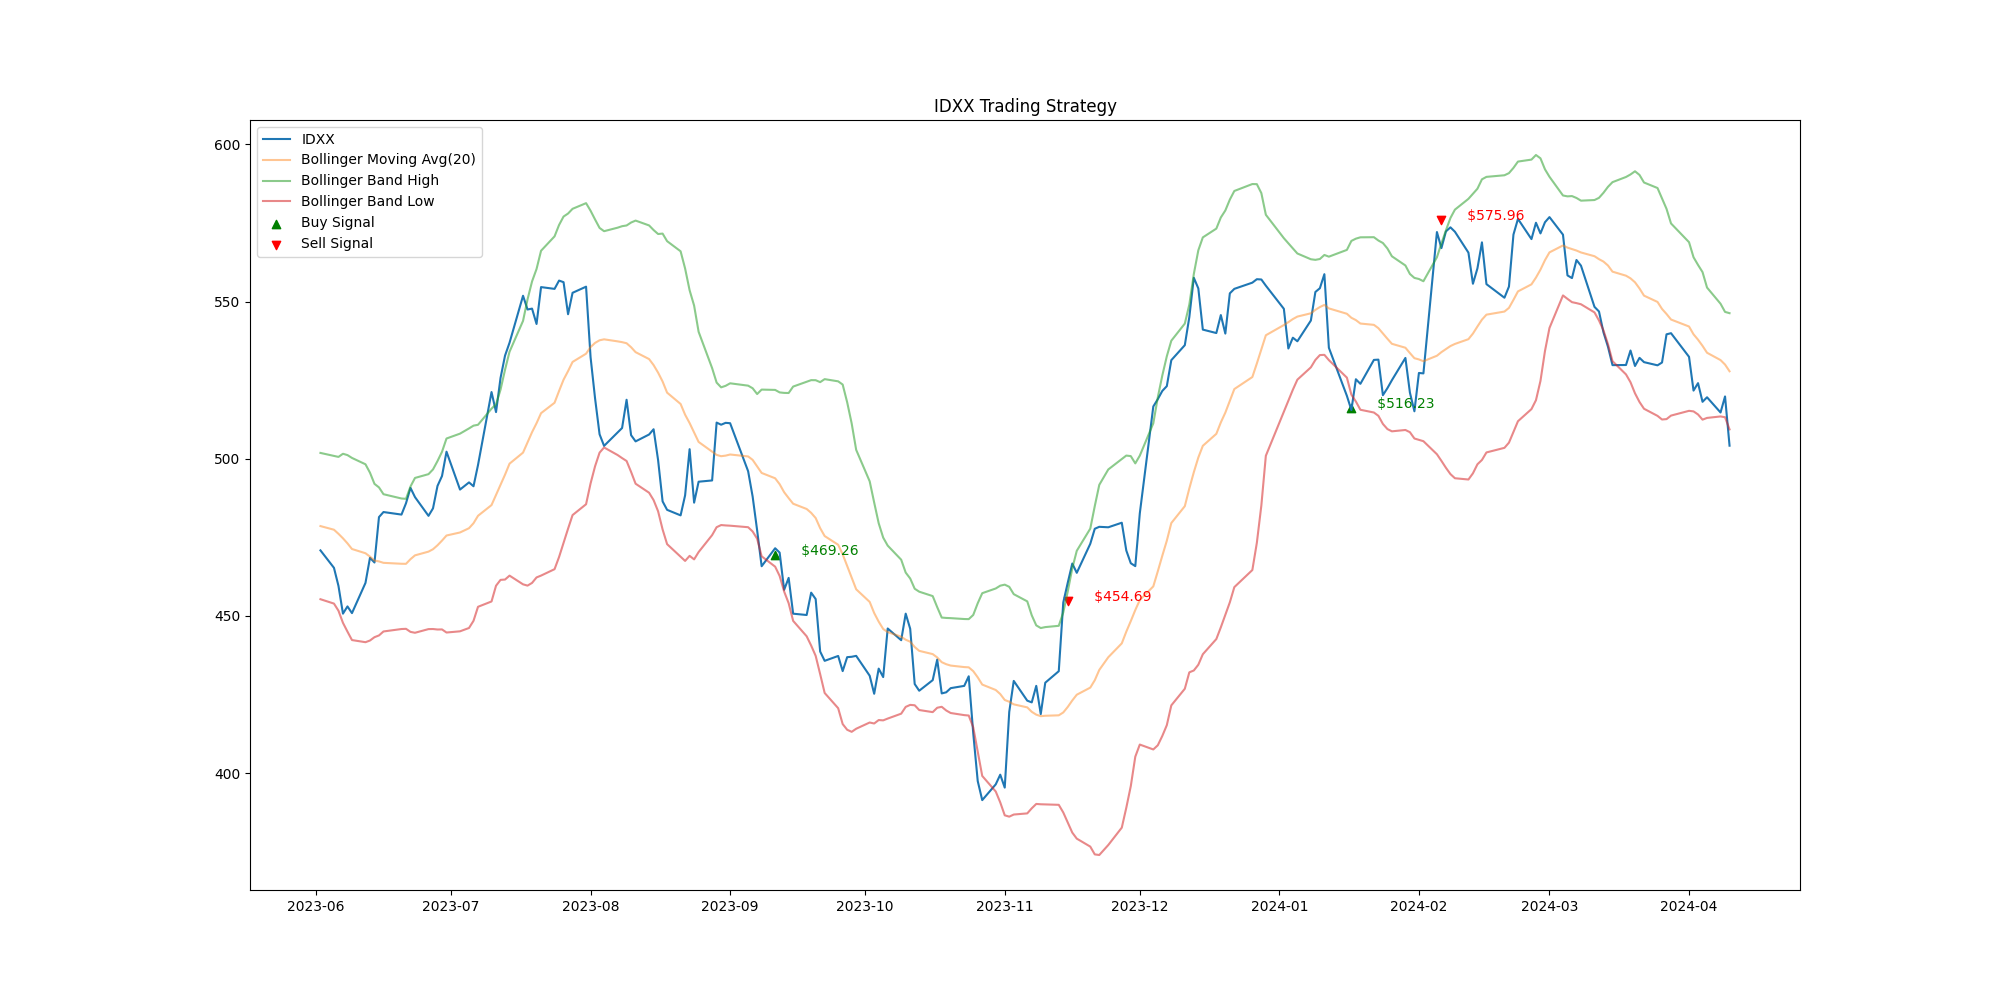 IDXX Trading Strategy
IDXX
Bollinger Moving Avg(20)
Bollinger Band High
Bollinger Band Low
Buy Signal
Sell Signal
600
550
500
450
400
$575.96
$516.23
$469.26
$454.69
2023-06 2023-07 2023-08 2023-09 2023-10 2023-11 2023-12 2024-01 2024-02 2024-03 2024-04